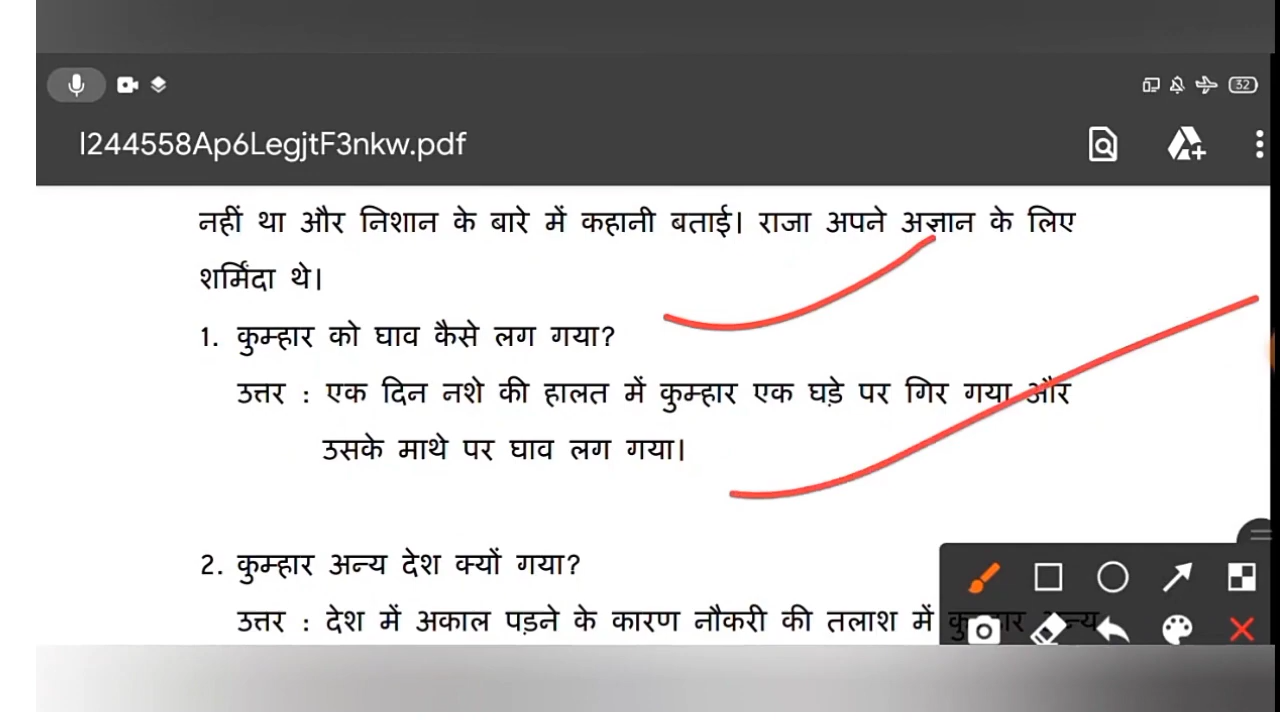 32
l244558Ap6LegjtF3nkw.pdf
नहीं था और निशान के बारे में कहानी बताई। राजा अपने अज्ञान के लिए
शर्मिंदा थे।
1. कुम्हार को घाव कैसे लग गया?
उत्तर : एक दिन नशे की हालत में कुम्हार एक घड़े पर गिर गया और
उसके माथे पर घाव लग गया।
2. कुम्हार अन्य देश क्यों गया?
उत्तर : देश में अकाल पड़ने के कारण नौकरी की तलाश में